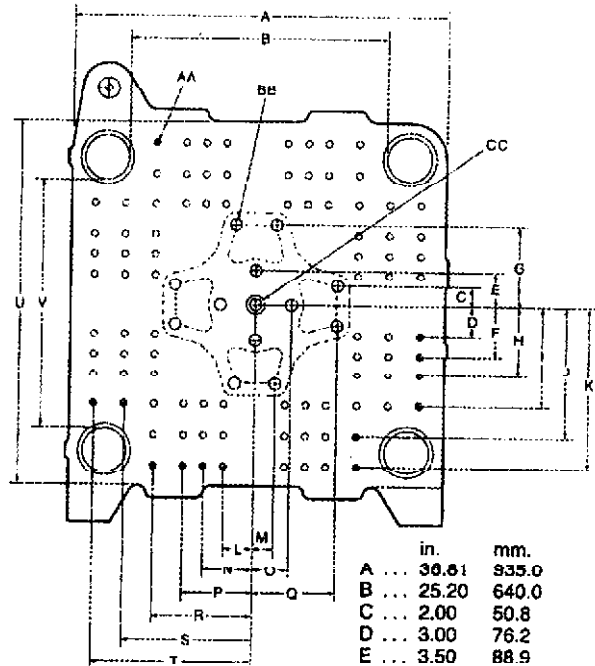 A
B
AA
BB
CC
G
E
C
D
F
H
J
K
U
V
M
L
N
O
P
Q
R
S
T
in. mm.
A ... 36.81 935.0
B ... 25.20 640.0
C ... 2.00 50.8
D ... 3.00 76.2
E ... 3.50 88.9